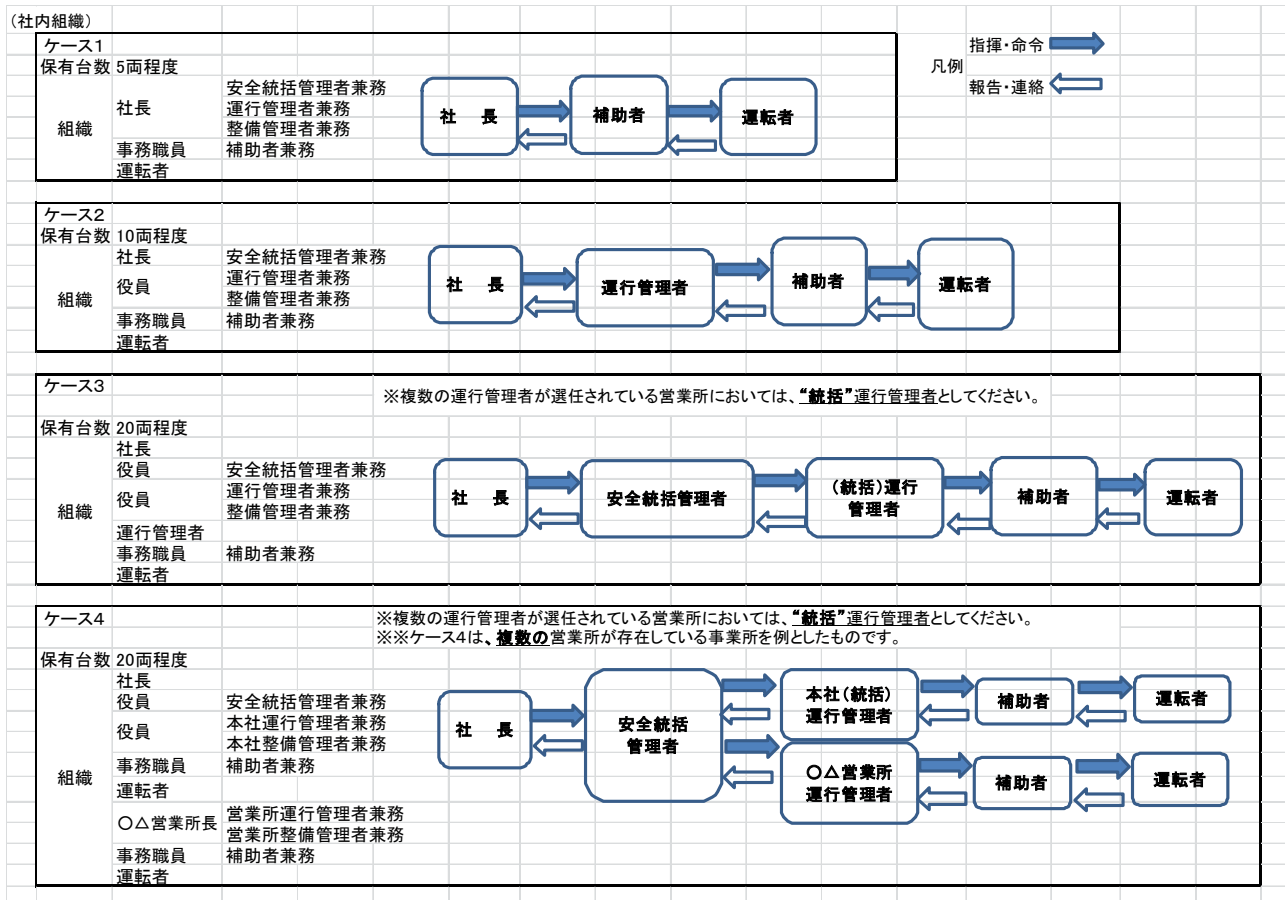 (社内組織)
指揮・命令
凡例
報告・連絡
ケース1
保有台数 5両程度
組織
社長
安全統括管理者兼務
運行管理者兼務
整備管理者兼務
事務職員 補助者兼務
運転者
社 長
補助者
運転者
ケース2
保有台数 10両程度
組織
社長 安全統括管理者兼務
役員
運行管理者兼務
整備管理者兼務
事務職員 補助者兼務
運転者
社 長
運行管理者
補助者
運転者
ケース3
※複数の運行管理者が選任されている営業所においては、“統括”運行管理者としてください。
保有台数 20両程度
組織
社長
役員 安全統括管理者兼務
役員
運行管理者兼務
整備管理者兼務
運行管理者
事務職員 補助者兼務
運転者
社 長
安全統括管理者
(統括)運行
管理者
補助者
運転者
ケース4
※複数の運行管理者が選任されている営業所においては、“統括”運行管理者としてください。
※※ケース4は、複数の営業所が存在している事業所を例としたものです。
保有台数 20両程度
組織
社長
役員 安全統括管理者兼務
役員
本社運行管理者兼務
本社整備管理者兼務
事務職員 補助者兼務
運転者
○△営業所長
営業所運行管理者兼務
営業所整備管理者兼務
事務職員 補助者兼務
運転者
社 長
安全統括
管理者
本社(統括)
運行管理者
補助者
運転者
○△営業所
運行管理者
補助者
運転者